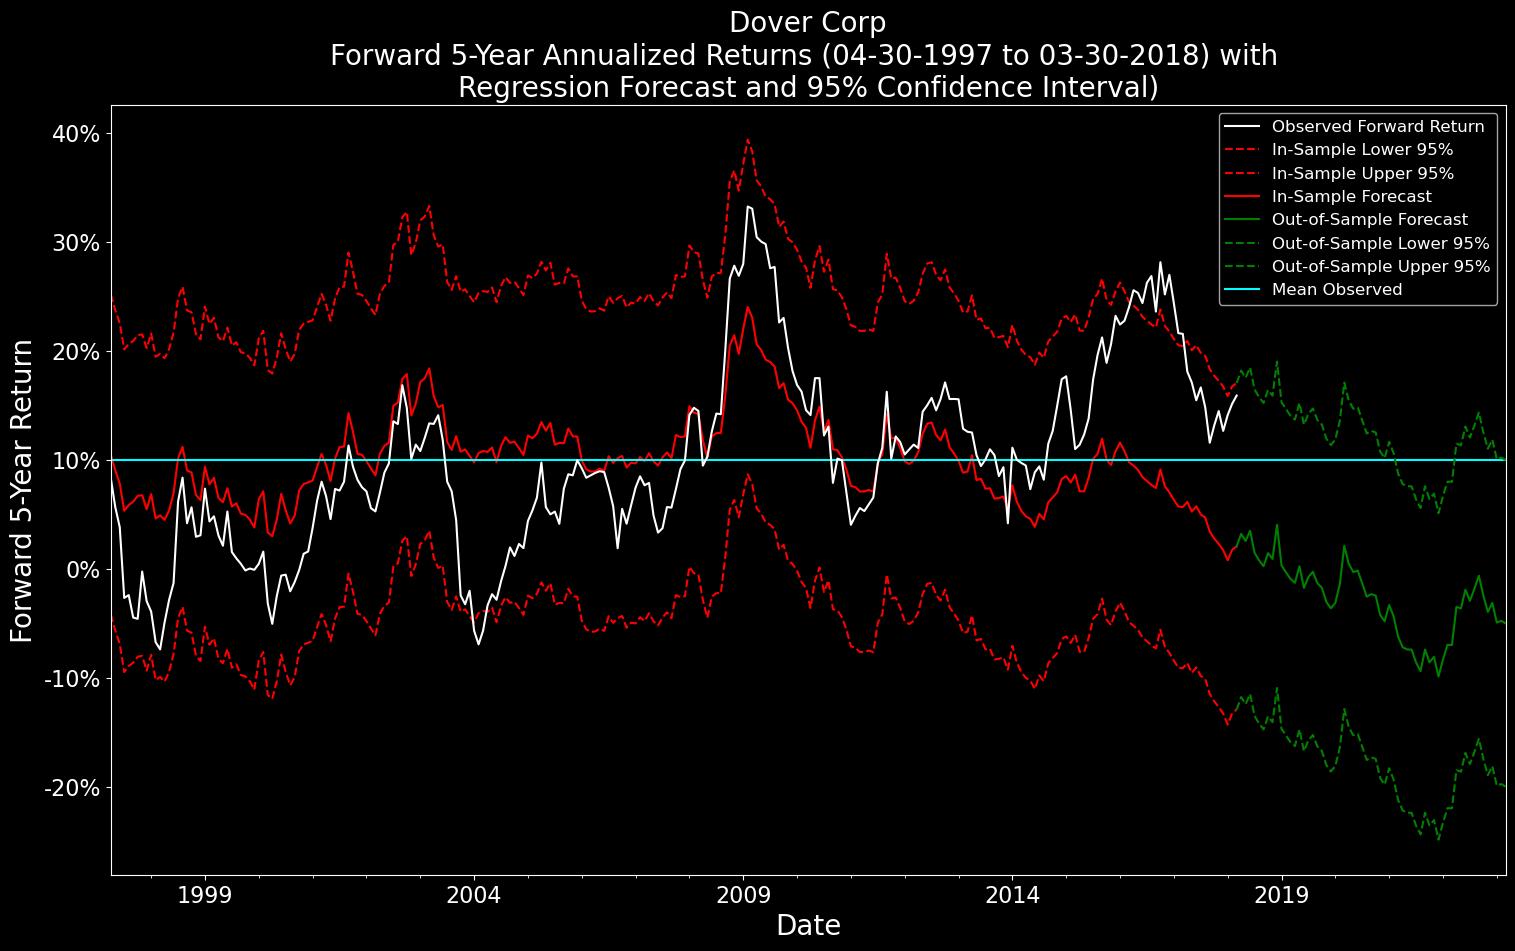 Dover Corp
Forward 5-Year Annualized Returns (04-30-1997 to 03-30-2018) with
Regression Forecast and 95% Confidence Interval)
Forward 5-Year Return
40%
30%
20%
10%
0%
-10%
-20%
Observed Forward Return
In-Sample Lower 95%
In-Sample Upper 95%
In-Sample Forecast
Out-of-Sample Forecast
Out-of-Sample Lower 95%
Out-of-Sample Upper 95%
Mean Observed
1999
2004
2009
2014
2019
Date